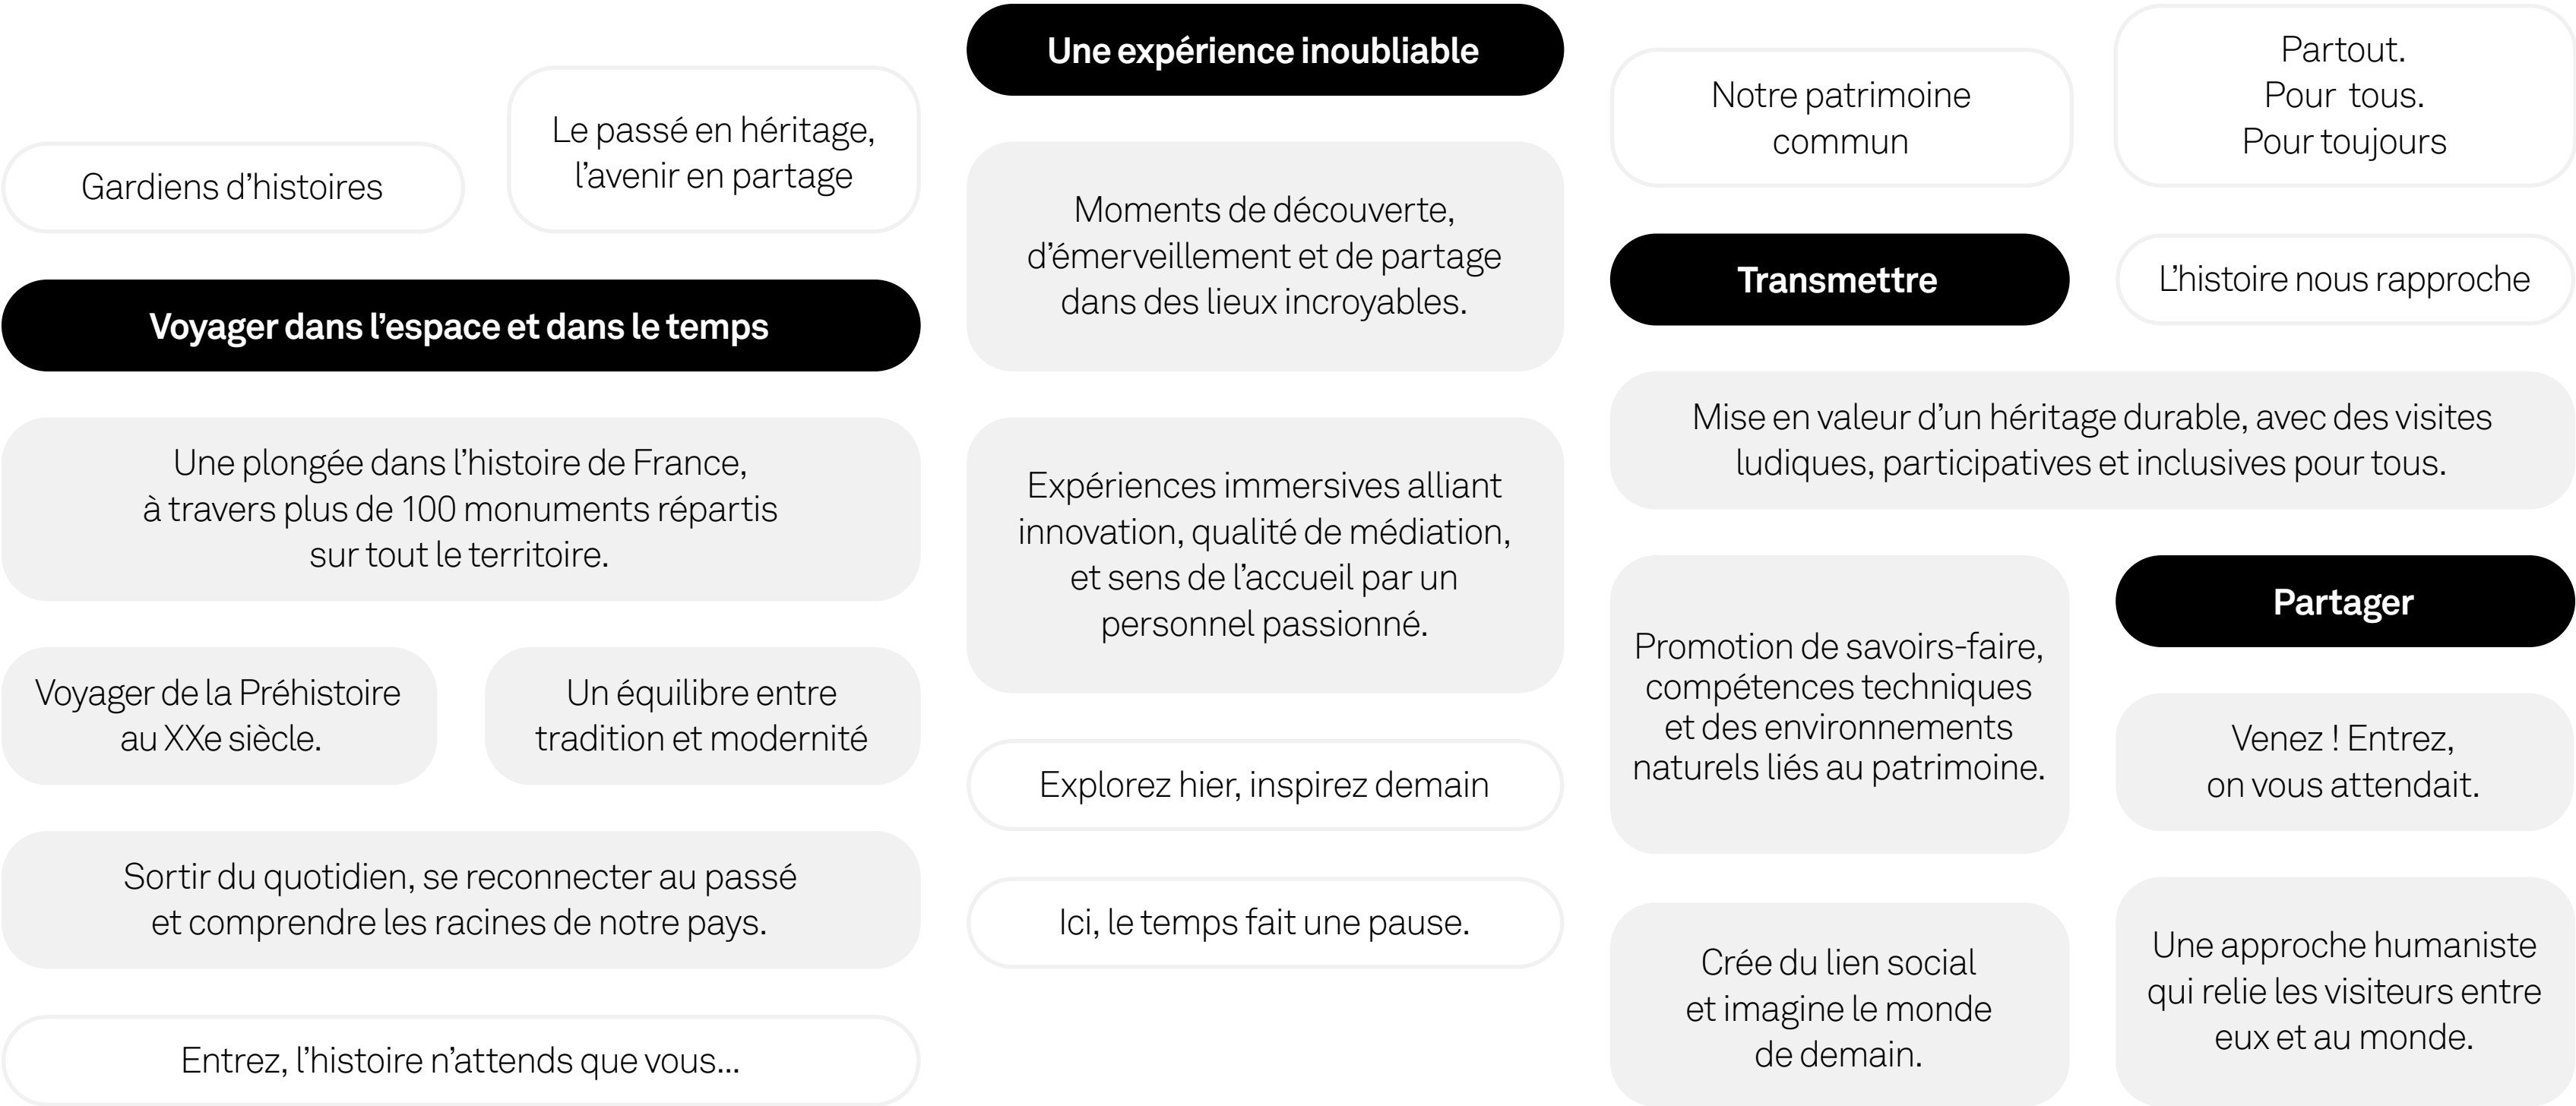 Gardiens d’histoires
Le passé en héritage,
l’avenir en partage
Voyager dans l’espace et dans le temps
Une plongée dans l’histoire de France,
à travers plus de 100 monuments répartis
sur tout le territoire.
Voyager de la Préhistoire
au XXe siècle.
Un équilibre entre
tradition et modernité
Sortir du quotidien, se reconnecter au passé
et comprendre les racines de notre pays.
Entrez, l’histoire n’attends que vous...
Une expérience inoubliable
Moments de découverte,
d’émerveillement et de partage
dans des lieux incroyables.
Expériences immersives alliant
innovation, qualité de médiation,
et sens de l’accueil par un
personnel passionné.
Explorez hier, inspirez demain
Ici, le temps fait une pause.
Notre patrimoine
commun
Partout.
Pour tous.
Pour toujours
Transmettre
L’histoire nous rapproche
Mise en valeur d’un héritage durable, avec des visites
ludiques, participatives et inclusives pour tous.
Promotion de savoirs-faire,
compétences techniques
et des environnements
naturels liés au patrimoine.
Crée du lien social
et imagine le monde
de demain.
Partager
Venez ! Entrez,
on vous attendait.
Une approche humaniste
qui relie les visiteurs entre
eux et au monde.